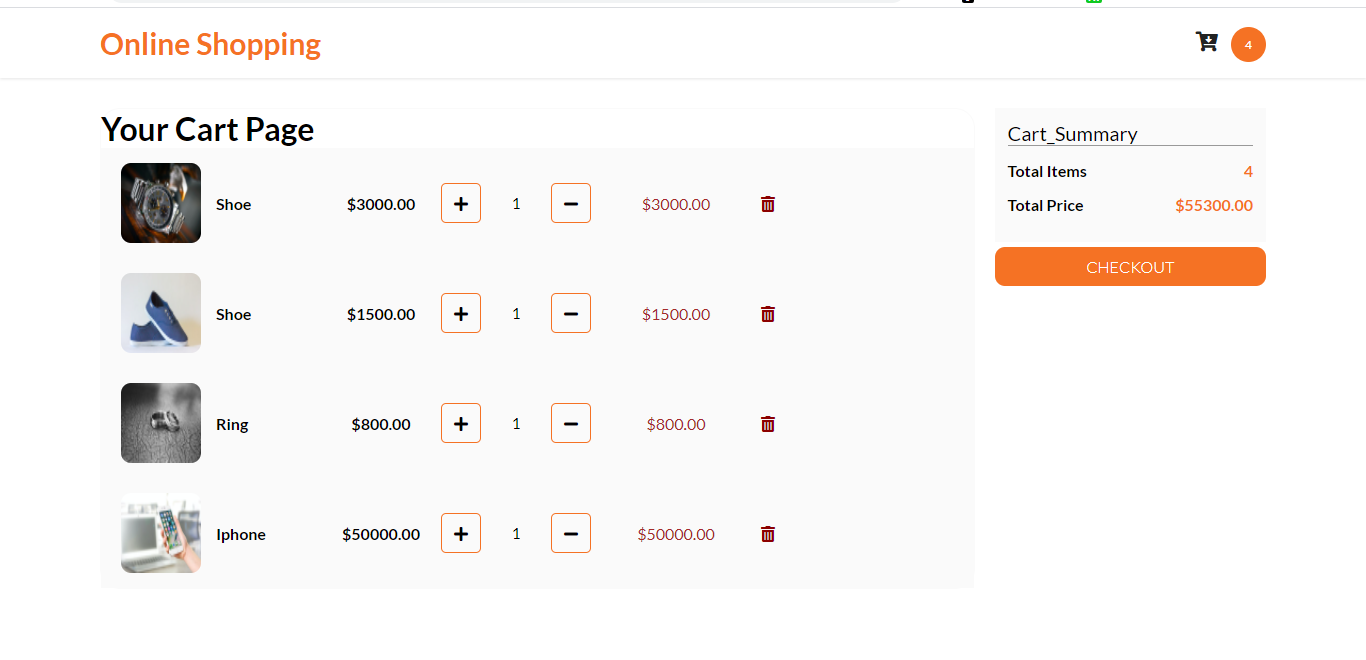 Online Shopping
4
Your Cart Page
Shoe $3000.00 + 1 − $3000.00
Shoe $1500.00 + 1 − $1500.00
Ring $800.00 + 1 − $800.00
Iphone $50000.00 + 1 − $50000.00
Cart_Summary
Total Items 4
Total Price $55300.00
CHECKOUT